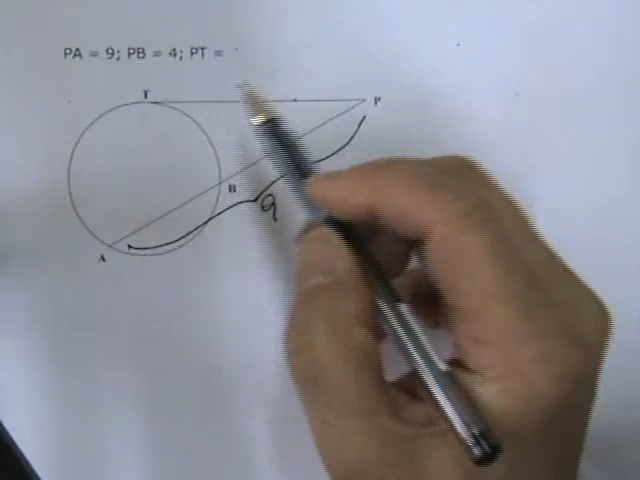 PA = 9; PB = 4; PT =
T
P
B
9
A